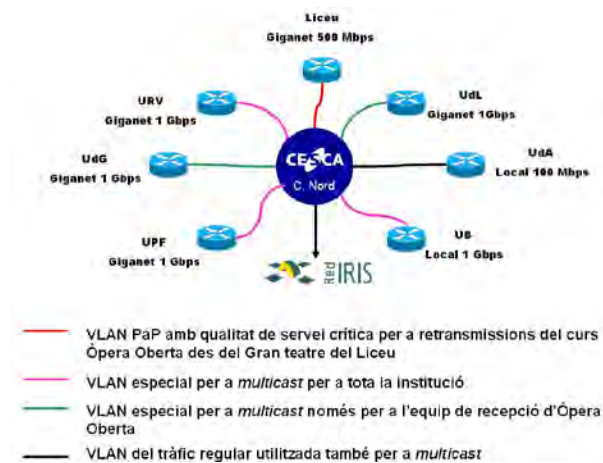 Liceu
Giganet 500 Mbps
URV
Giganet 1 Gbps
UdL
Giganet 1Gbps
UdG
Giganet 1 Gbps
CESCA
C. Nord
UdA
Local 100 Mbps
UPF
Giganet 1 Gbps
UB
Local 1 Gbps
Red IRIS
VLAN PaP amb qualitat de servei crítica per a retransmissions del curs
Òpera Oberta des del Gran teatre del Liceu
VLAN especial per a multicast per a tota la institució
VLAN especial per a multicast només per a l'equip de recepció d'Òpera
Oberta
VLAN del tràfic regular utilitzada també per a multicast